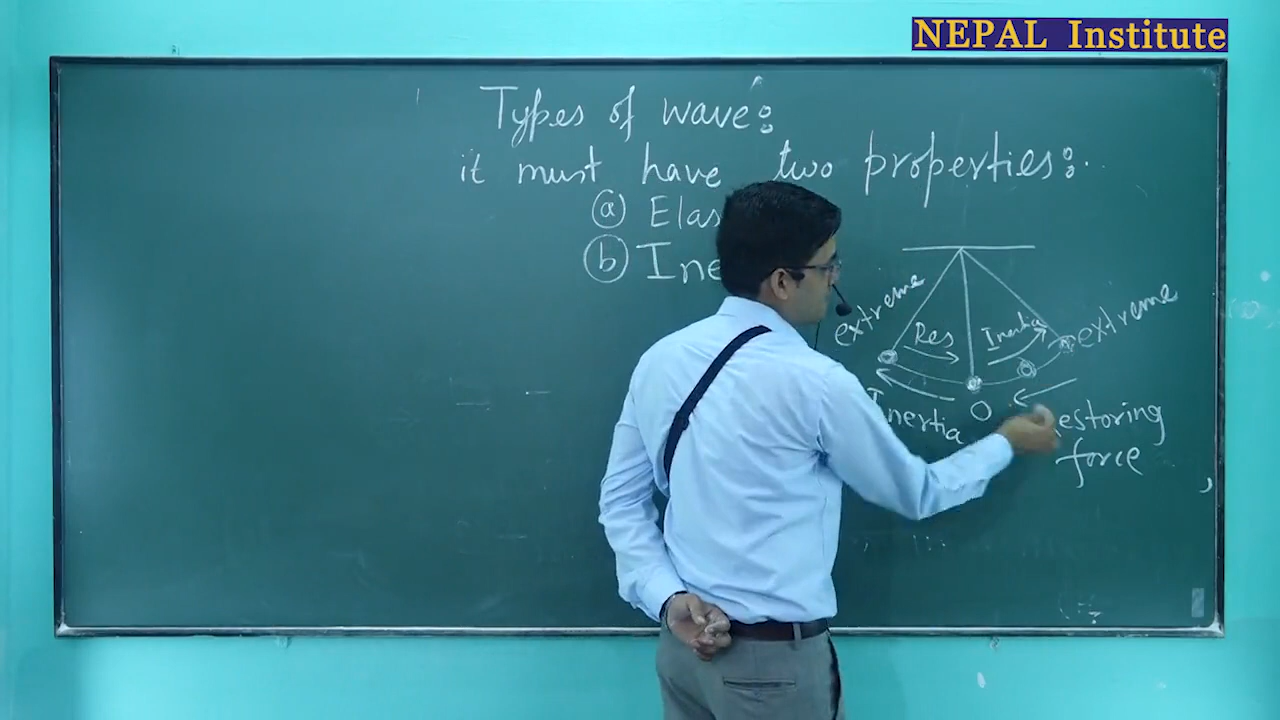 NEPAL Institute
Types of wave:
it must have two properties:
(a) Elas
(b) Ine
extreme
Res
Inertia
extreme
Inertia
O
estoring
force